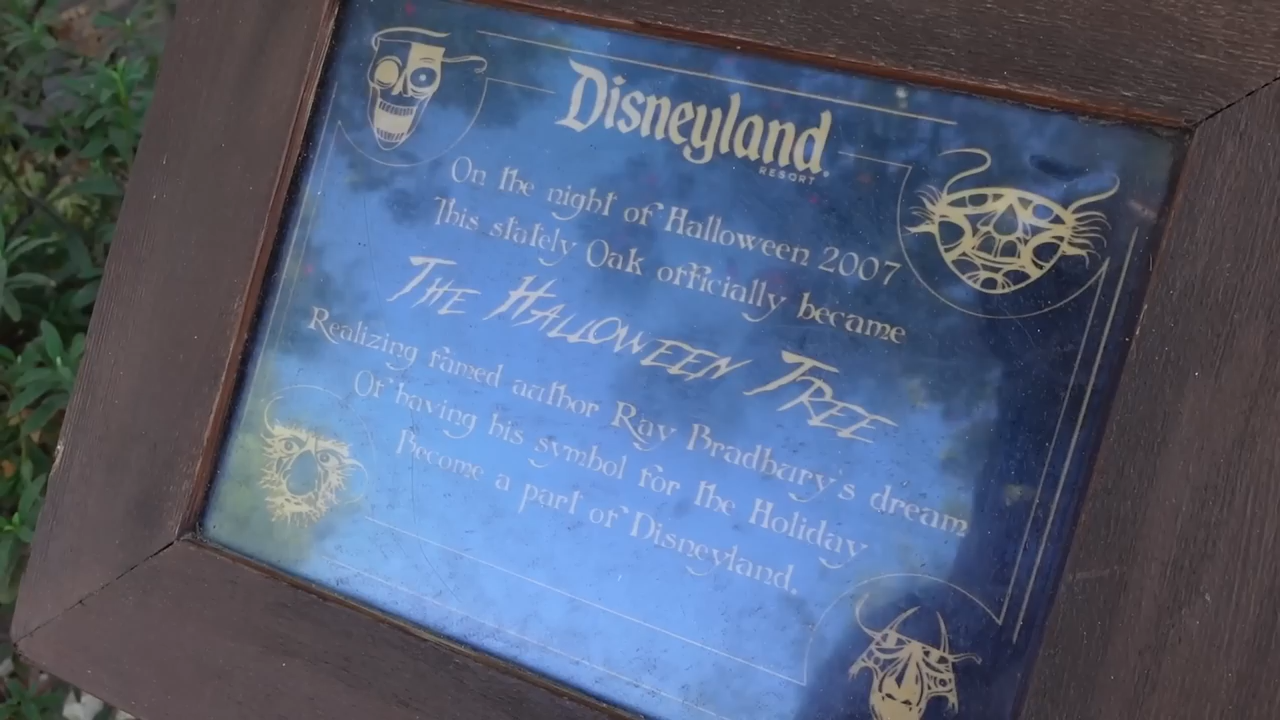 Disneyland
RESORT
On the night of Halloween 2007
This stately Oak officially became
THE HALLOWEEN TREE
Realizing famed author Ray Bradbury's dream
Of having his symbol for the Holiday
Become a part of Disneyland.